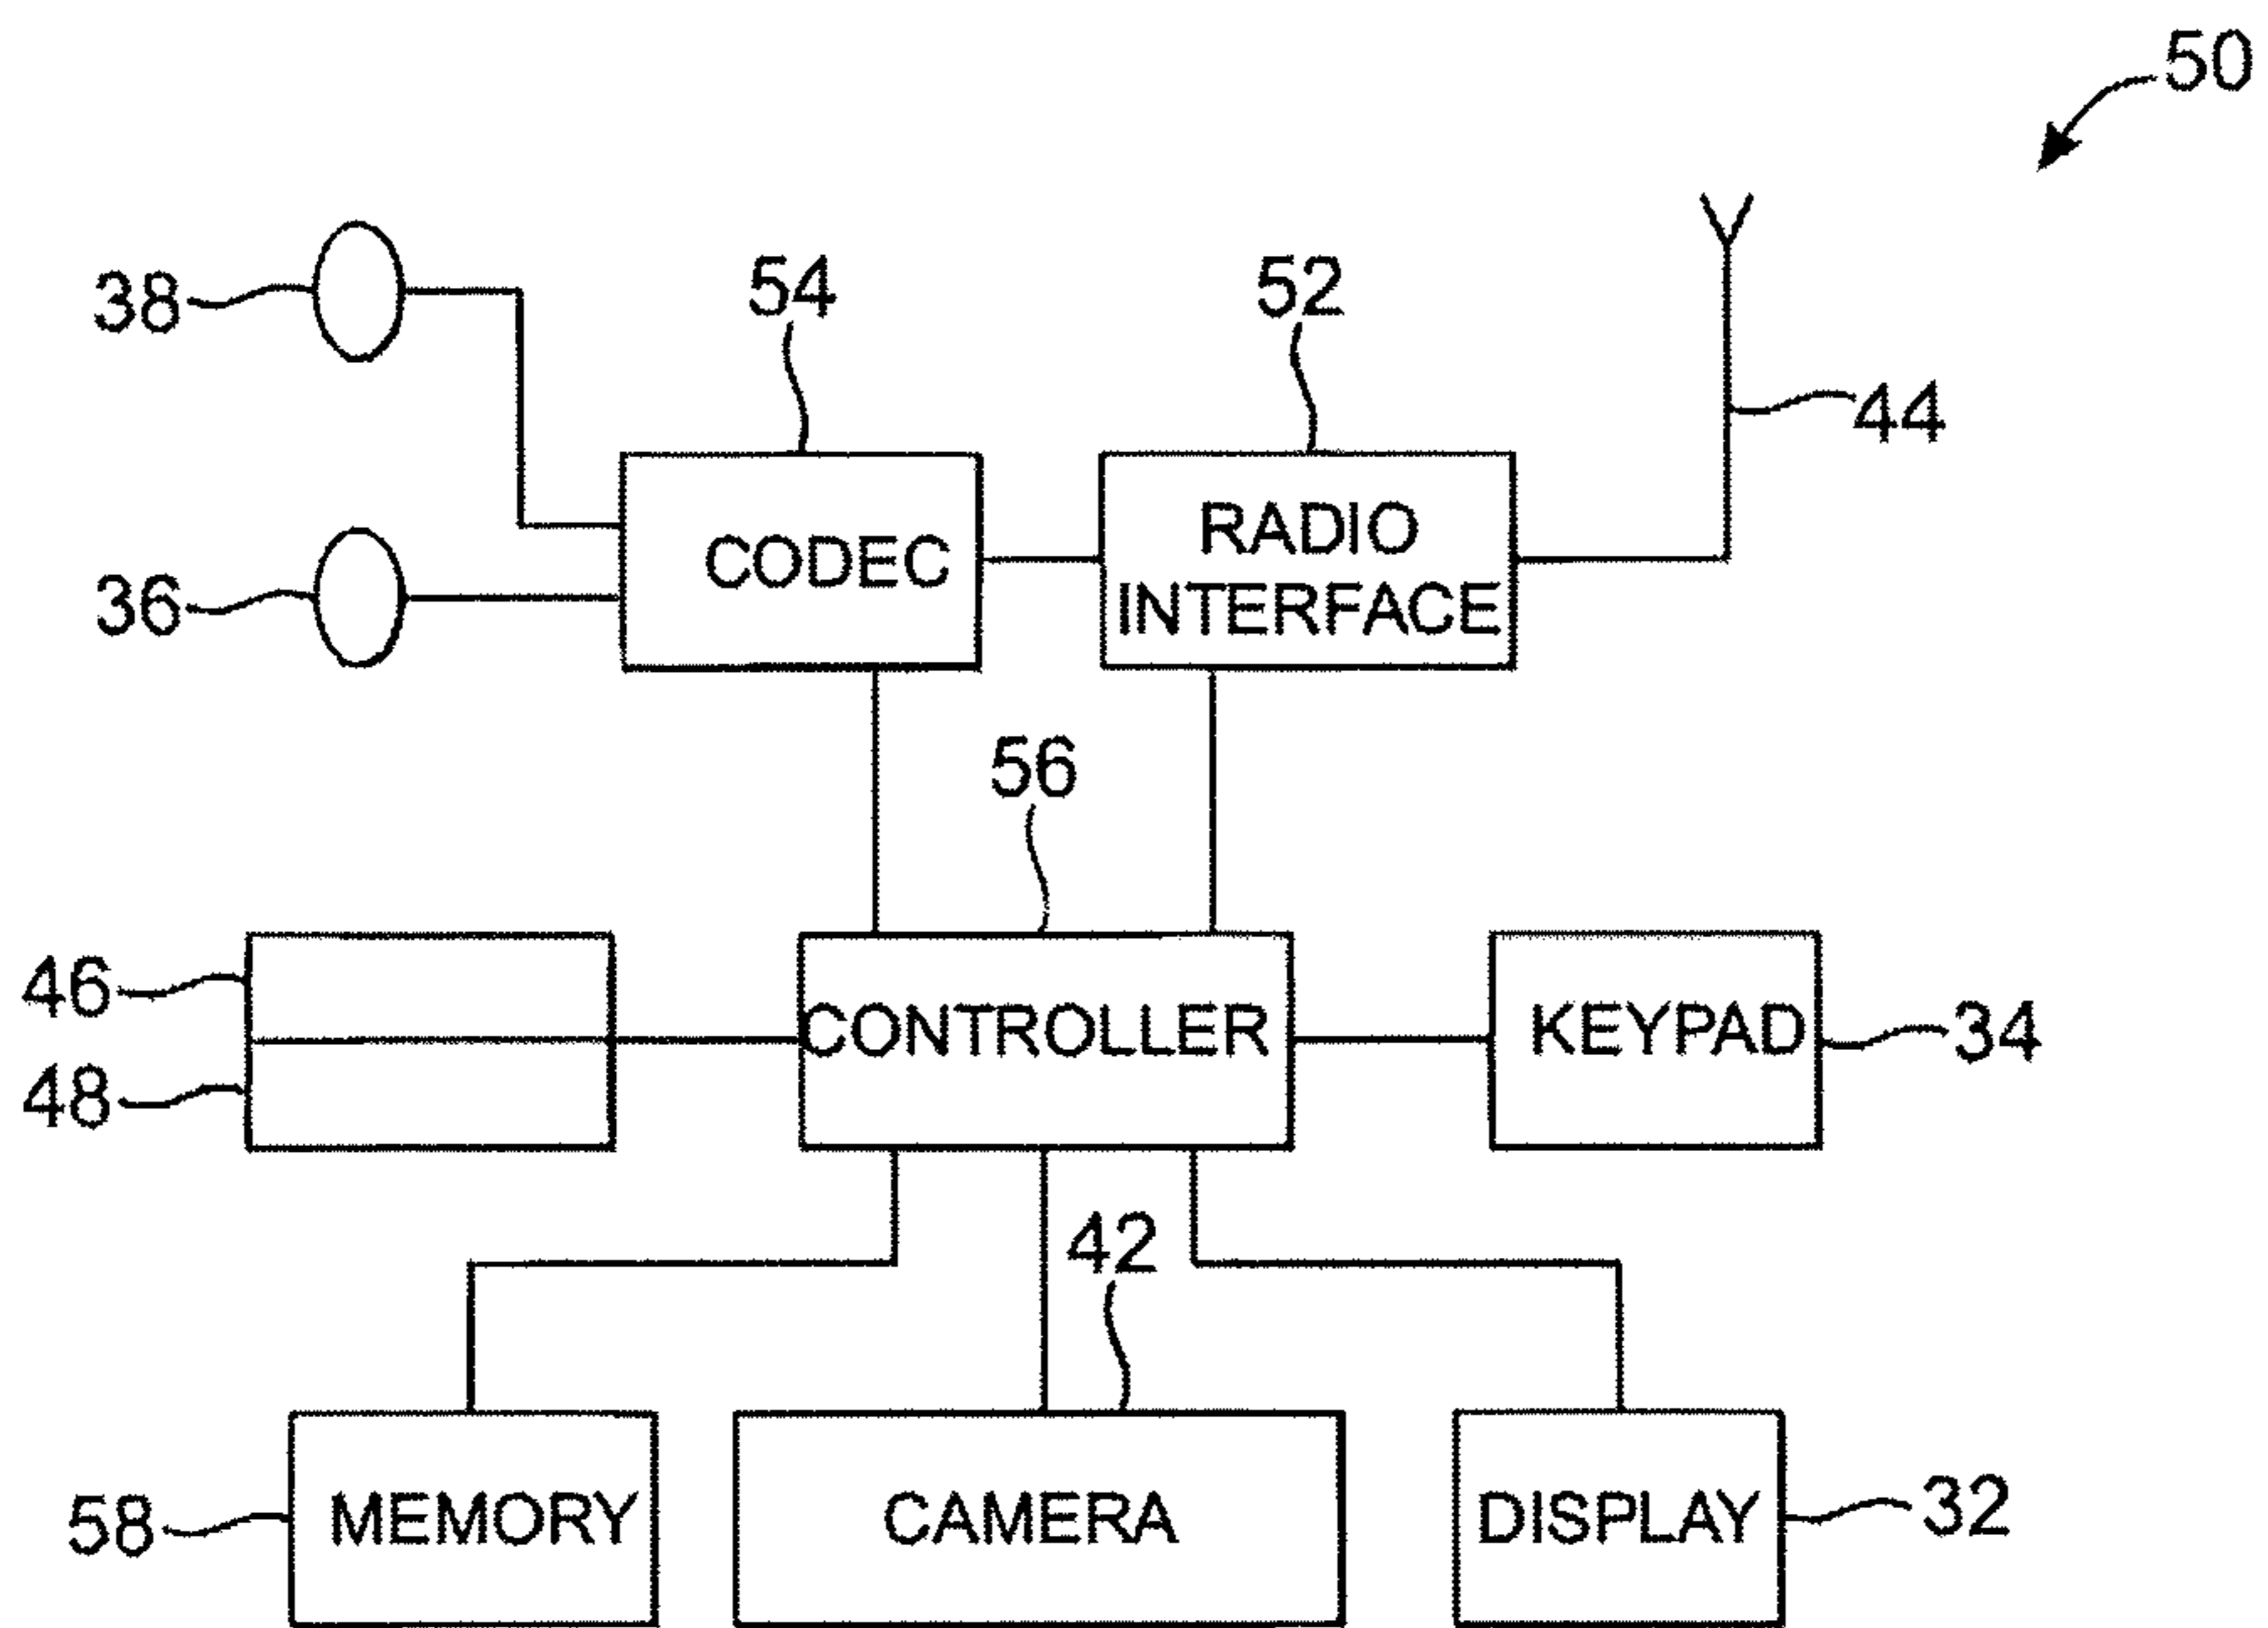 50
38
54
52
44
CODEC
RADIO
INTERFACE
36
56
46
48
CONTROLLER
KEYPAD
34
42
58
MEMORY
CAMERA
DISPLAY
32